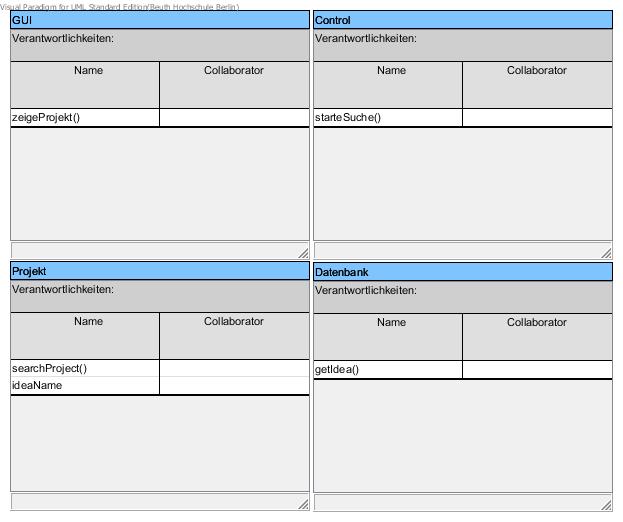 Visual Paradigm for UML Standard Edition(Beuth Hochschule Berlin)
GUI
Verantwortlichkeiten:
Name Collaborator
zeigeProjekt()
Control
Verantwortlichkeiten:
Name Collaborator
starteSuche()
Projekt
Verantwortlichkeiten:
Name Collaborator
searchProject()
ideaName
Datenbank
Verantwortlichkeiten:
Name Collaborator
getIdea()